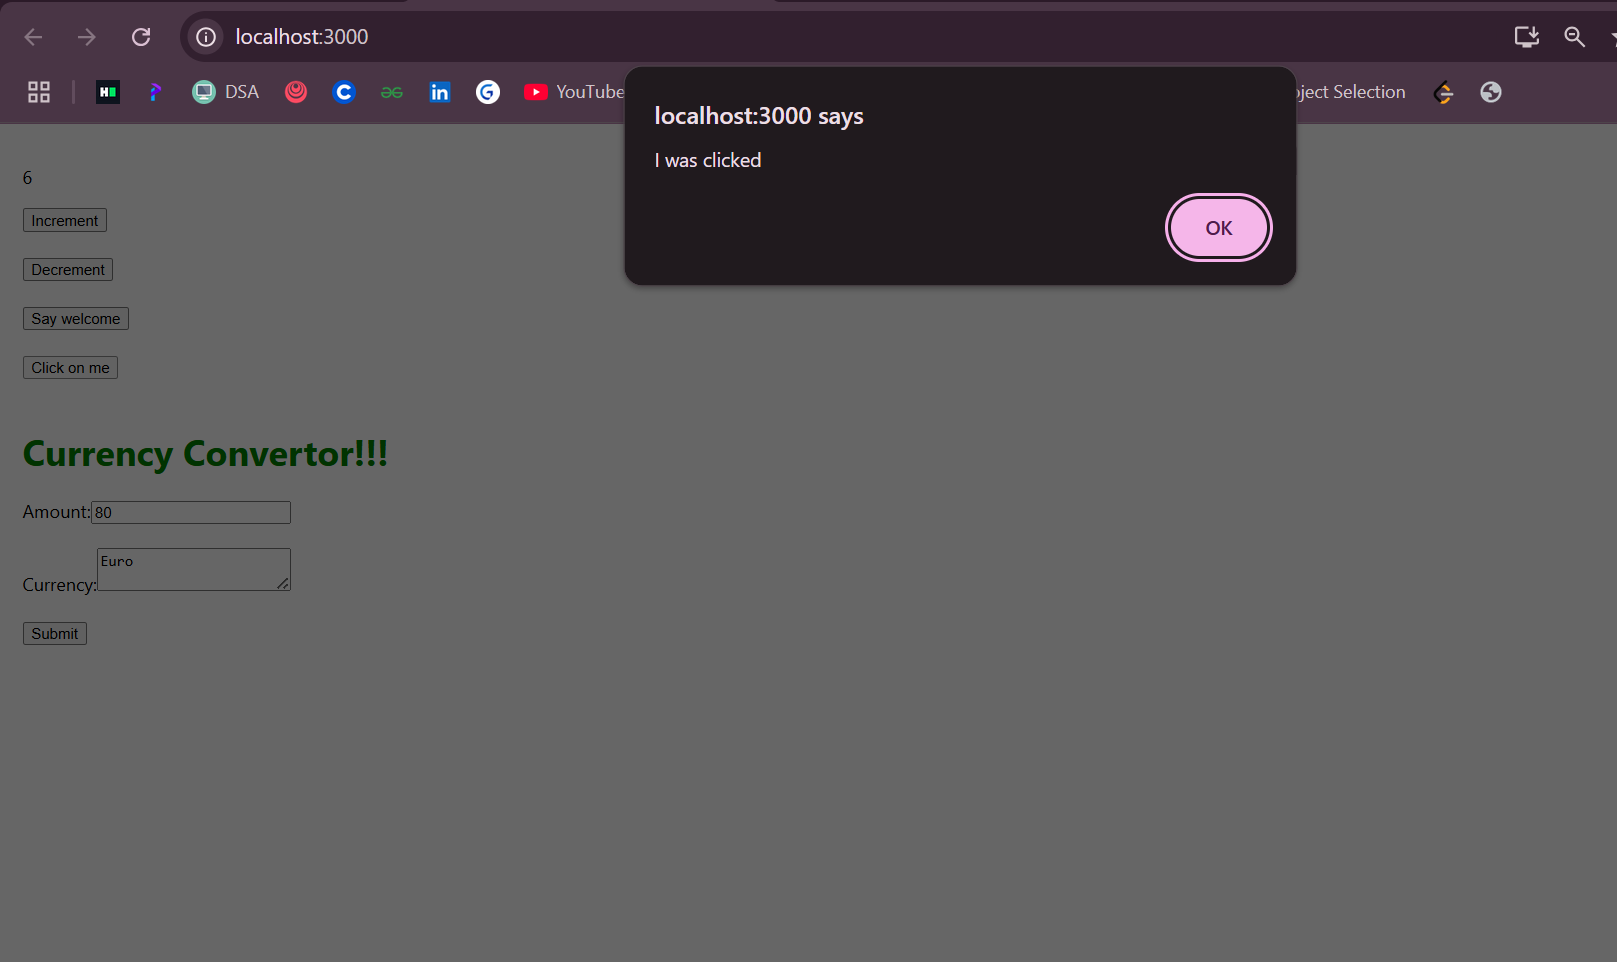 localhost:3000
DSA
YouTube
ject Selection
localhost:3000 says
I was clicked
OK
6
Increment
Decrement
Say welcome
Click on me
Currency Convertor!!!
Amount:80
Currency:Euro
Submit